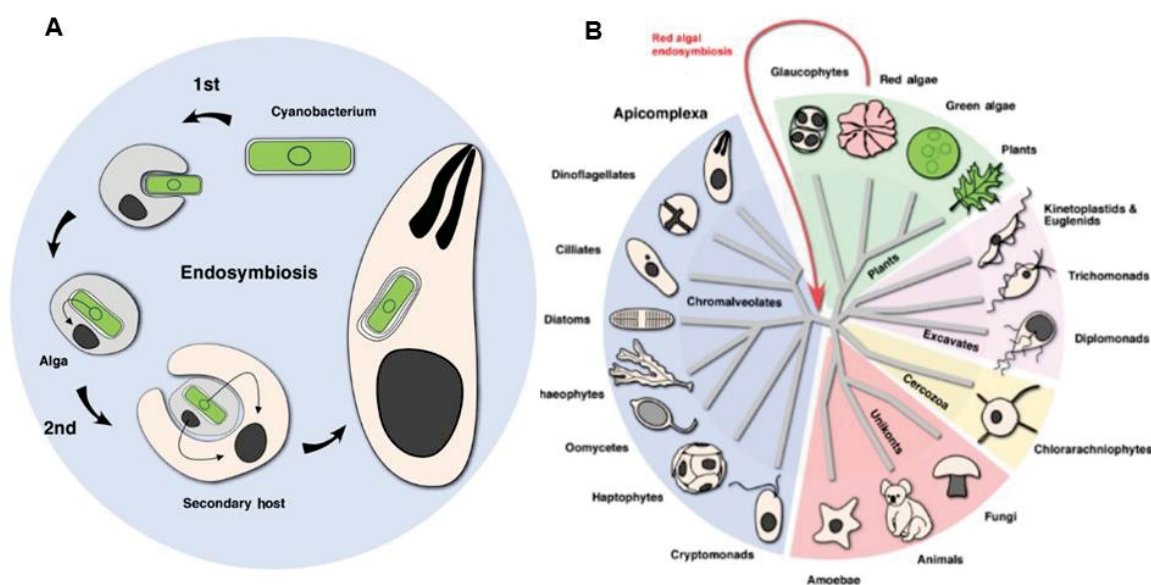 A
1st
Cyanobacterium
Endosymbiosis
Alga
2nd
Secondary host
B
Red algal
endosymbiosis
Glaucophytes
Red algae
Green algae
Plants
Apicomplexa
Dinoflagellates
Cilliates
Diatoms
haeophytes
Oomycetes
Haptophytes
Cryptomonads
Chromalveolates
Plants
Kinetoplastids &
Euglenids
Trichomonads
Diplomonads
Excavates
Cercozoa
Chlorarachniophytes
Unikonts
Fungi
Animals
Amoebae